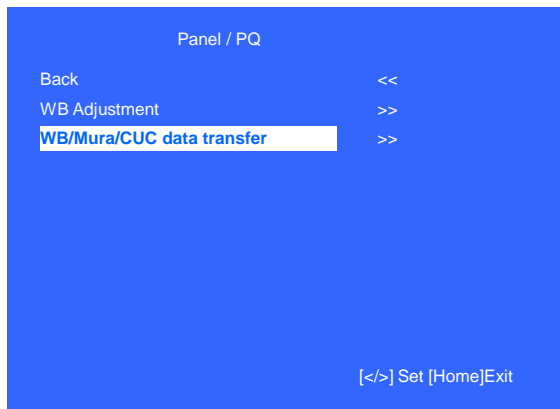 Panel / PQ
Back <<
WB Adjustment >>
WB/Mura/CUC data transfer >>
[</>] Set [Home]Exit